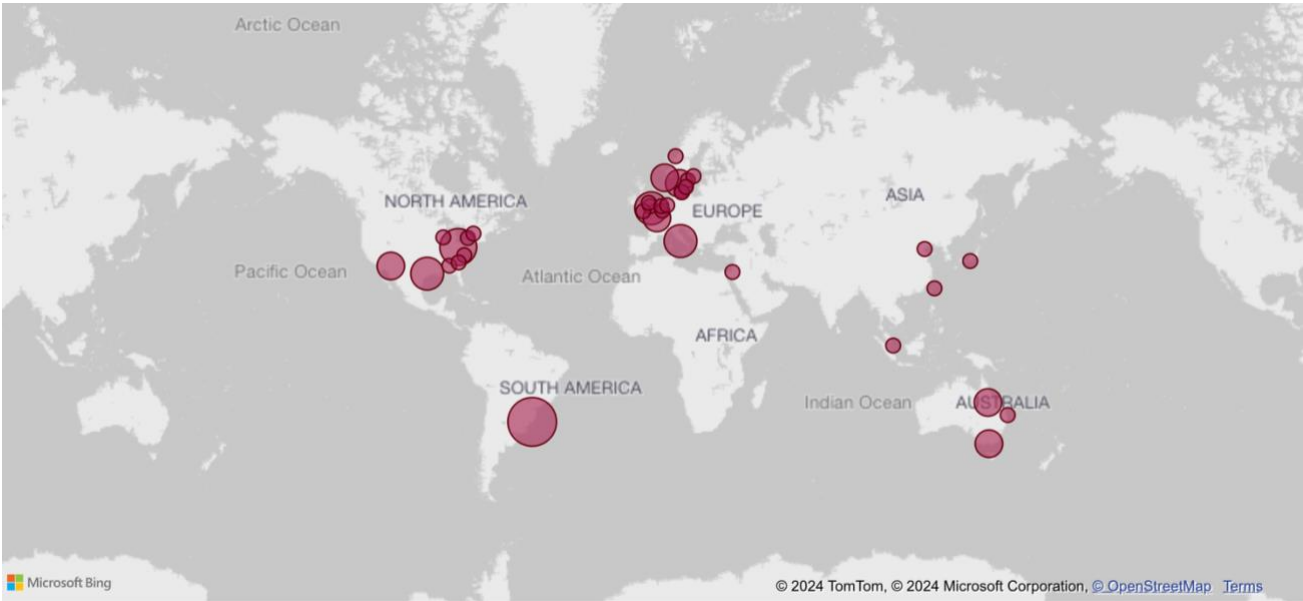 Arctic Ocean
NORTH AMERICA
EUROPE
ASIA
Pacific Ocean
Atlantic Ocean
AFRICA
SOUTH AMERICA
Indian Ocean
AUSTRALIA
Microsoft Bing
© 2024 TomTom, © 2024 Microsoft Corporation, © OpenStreetMap Terms